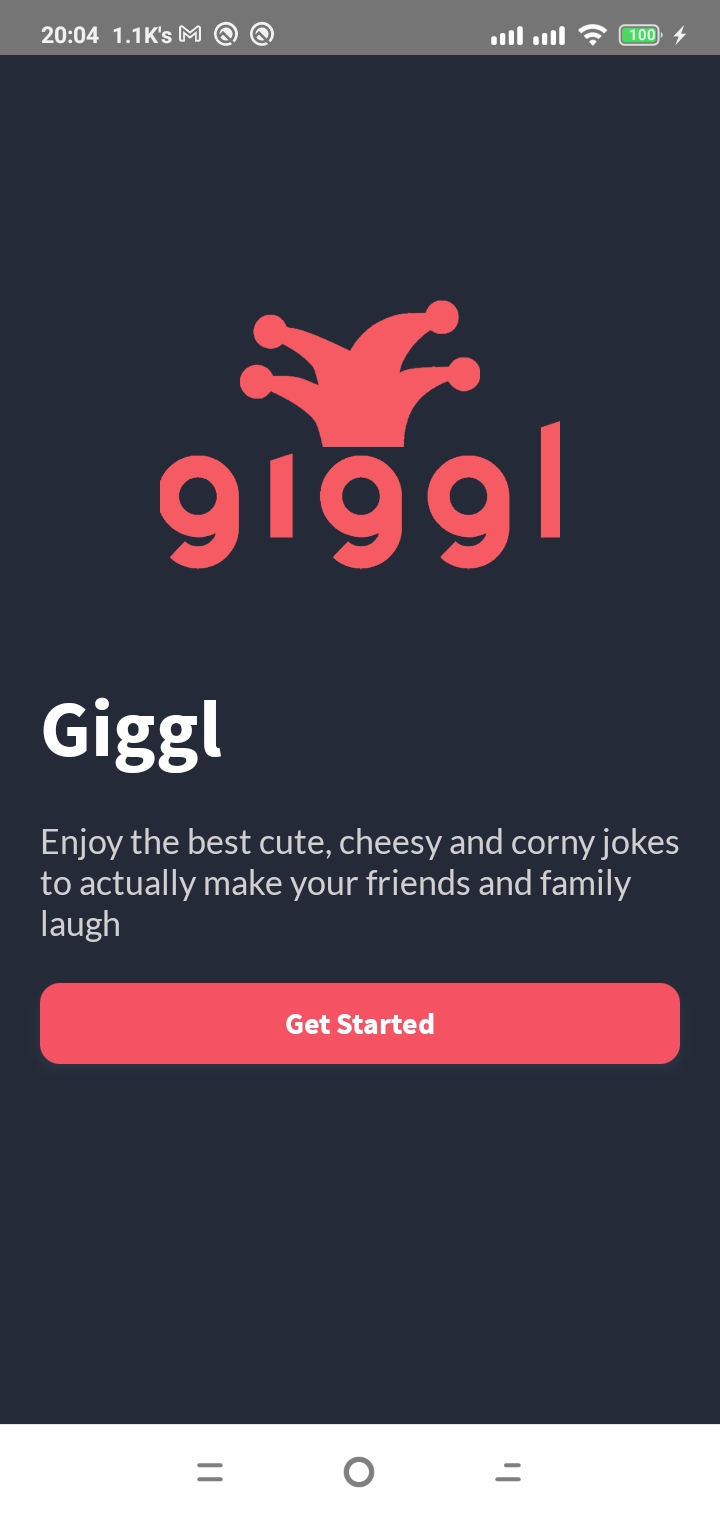 20:04 1.1K's 100
giggl
Giggl
Enjoy the best cute, cheesy and corny jokes
to actually make your friends and family
laugh
Get Started